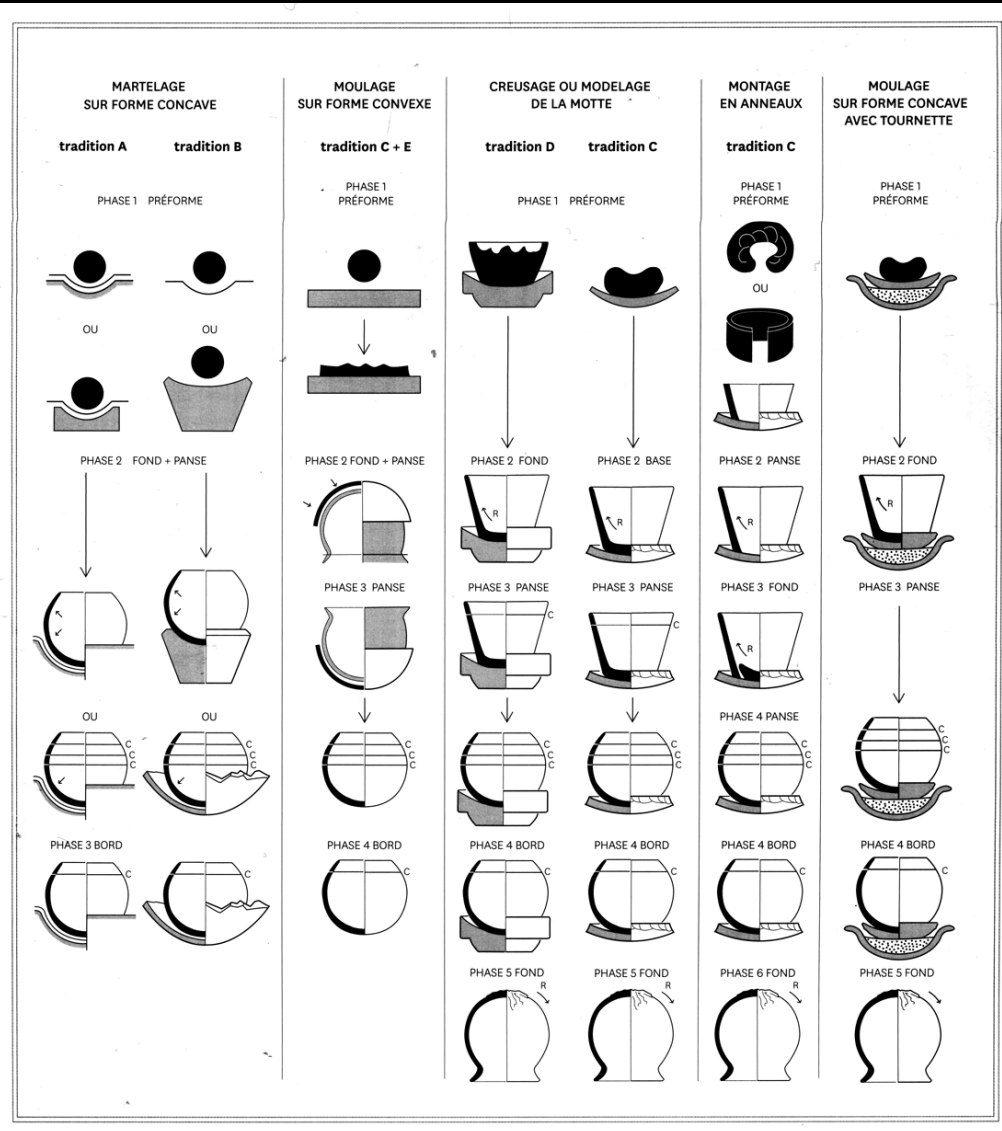 MARTELAGE
SUR FORME CONCAVE
tradition A
tradition B
PHASE 1 PRÉFORME
OU
OU
PHASE 2 FOND + PANSE
OU
OU
C
C
C
C
C
C
PHASE 3 BORD
C
C
MOULAGE
SUR FORME CONVEXE
tradition C + E
PHASE 1
PRÉFORME
PHASE 2 FOND + PANSE
PHASE 3 PANSE
C
C
C
PHASE 4 BORD
C
CREUSAGE OU MODELAGE
DE LA MOTTE
tradition D
tradition C
PHASE 1 PRÉFORME
PHASE 2 FOND
PHASE 2 BASE
R
R
PHASE 3 PANSE
PHASE 3 PANSE
C
C
C
C
C
C
C
C
PHASE 4 BORD
PHASE 4 BORD
C
C
PHASE 5 FOND
PHASE 5 FOND
R
R
MONTAGE
EN ANNEAUX
tradition C
PHASE 1
PRÉFORME
OU
PHASE 2 PANSE
R
PHASE 3 FOND
R
PHASE 4 PANSE
C
C
C
PHASE 4 BORD
C
PHASE 6 FOND
R
MOULAGE
SUR FORME CONCAVE
AVEC TOURNETTE
PHASE 1
PRÉFORME
PHASE 2 FOND
R
PHASE 3 PANSE
C
C
C
PHASE 4 BORD
C
PHASE 5 FOND